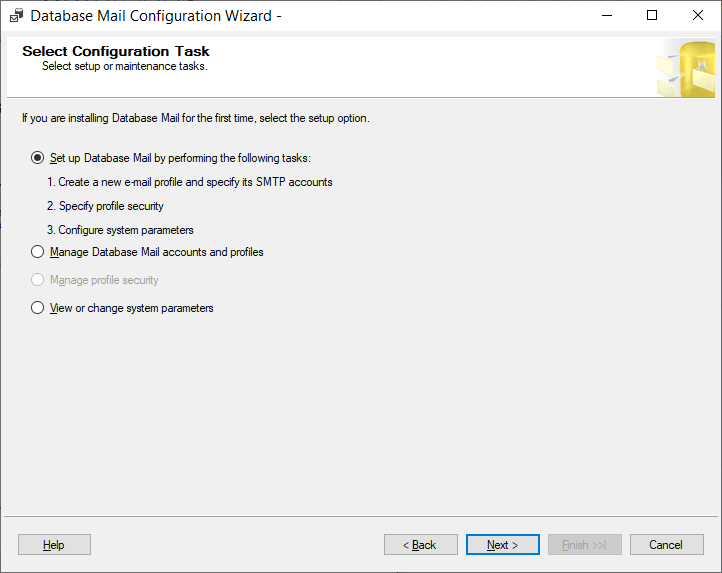 Database Mail Configuration Wizard -
Select Configuration Task
Select setup or maintenance tasks.
If you are installing Database Mail for the first time, select the setup option.
Set up Database Mail by performing the following tasks:
1. Create a new e-mail profile and specify its SMTP accounts
2. Specify profile security
3. Configure system parameters
Manage Database Mail accounts and profiles
Manage profile security
View or change system parameters
Help < Back Next > Finish >>| Cancel